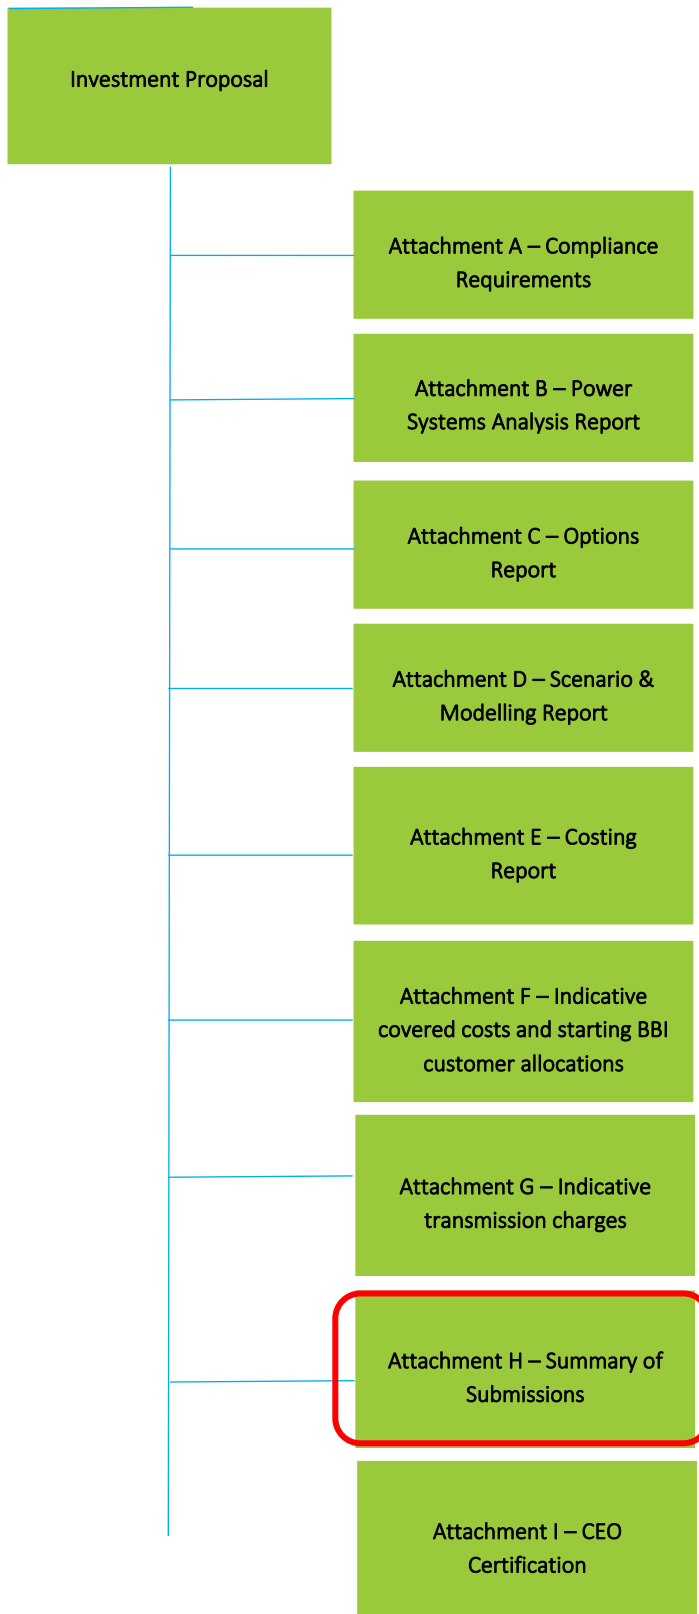 Investment Proposal
Attachment A – Compliance
Requirements
Attachment B – Power
Systems Analysis Report
Attachment C – Options
Report
Attachment D – Scenario &
Modelling Report
Attachment E – Costing
Report
Attachment F – Indicative
covered costs and starting BBI
customer allocations
Attachment G – Indicative
transmission charges
Attachment H – Summary of
Submissions
Attachment I – CEO
Certification